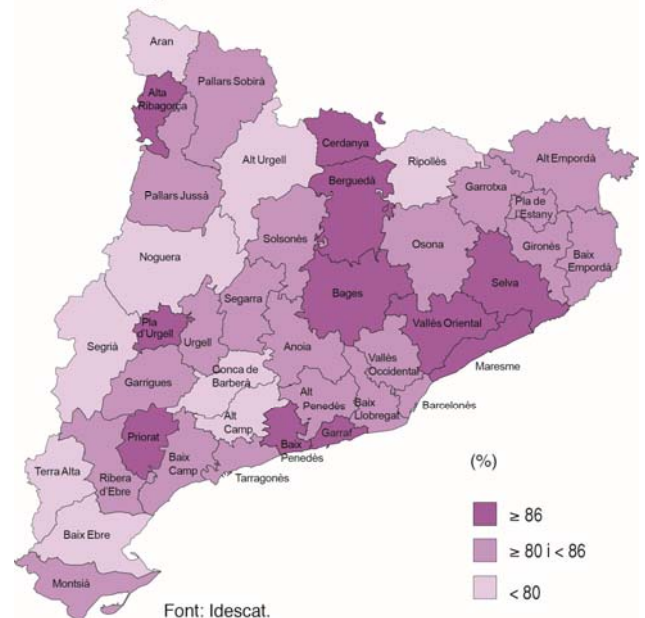 Aran
Pallars Sobirà
Alta
Ribagorça
Cerdanya
Alt Urgell
Ripollès
Alt Empordà
Berguedà
Garrotxa
Pallars Jussà
Pla de
l'Estany
Solsonès
Osona
Gironès
Baix
Empordà
Noguera
Selva
Segarra
Bages
Pla
d'Urgell
Urgell
Vallès Oriental
Segrià
Anoia
Vallès
Occidental
Conca de
Barberà
Maresme
Garrigues
Alt
Penedès
Baix
Llobregat
Alt
Camp
Barcelonès
Priorat
Garraf
Baix
Penedès
Baix
Camp
Terra Alta
Ribera
d'Ebre
Tarragonès
Baix Ebre
Montsià
(%)
≥ 86
≥ 80 i < 86
< 80
Font: Idescat.